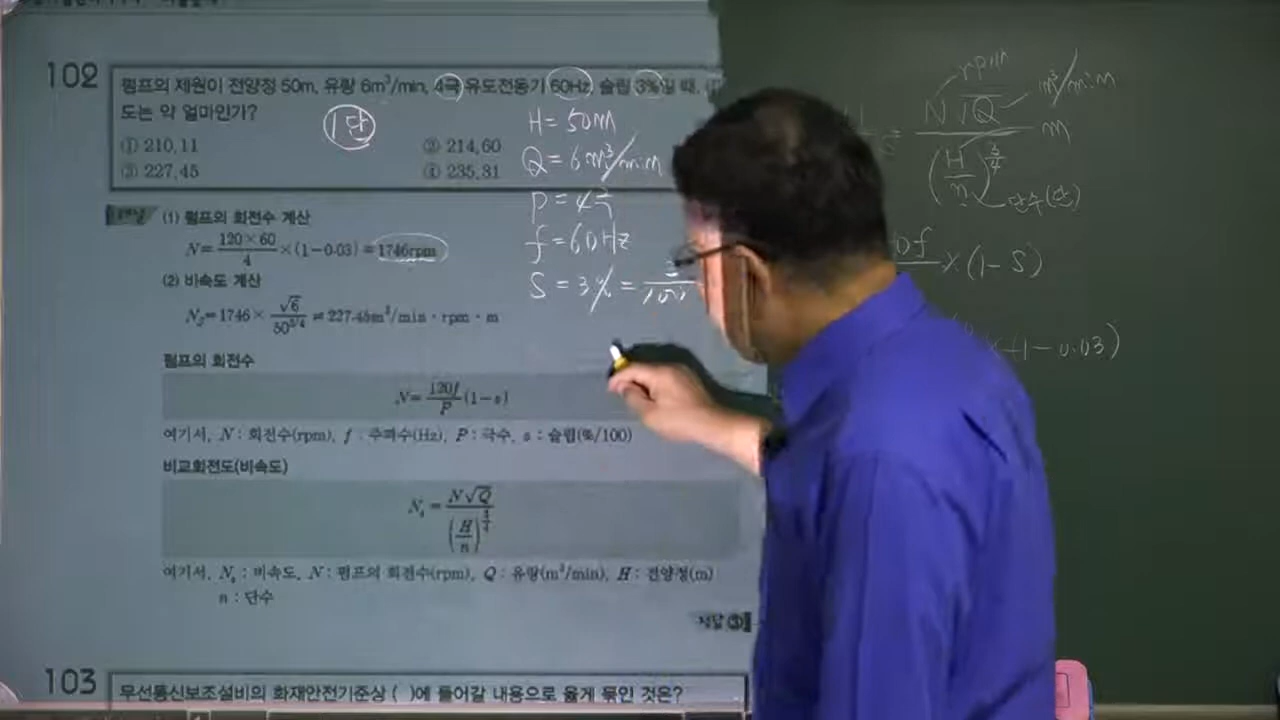 102
펌프의 제원이 전양정 50m, 유량 6m³/min, 4극 유도전동기 60Hz, 슬립 3%일 때,
도는 약 얼마인가?
① 210.11
② 214.60
③ 227.45
④ 235.31
1단
H = 50m
Q = 6m³/min
P = 4극
f = 60Hz
S = 3% = 3/100
해설 (1) 펌프의 회전수 계산
N = 120×60/4 ×(1-0.03) = 1746rpm
(2) 비속도 계산
N_s = 1746 × √6/50^(3/4) ≒ 227.45m³/min·rpm·m
펌프의 회전수
N = 120f/P (1-s)
여기서, N : 회전수(rpm), f : 주파수(Hz), P : 극수, s : 슬립(%/100)
비교회전도(비속도)
N_s = N√Q/(H/n)^(3/4)
여기서, N_s : 비속도, N : 펌프의 회전수(rpm), Q : 유량(m³/min), H : 전양정(m)
n : 단수
정답 ③
103
무선통신보조설비의 화재안전기준상 ( )에 들어갈 내용으로 옳게 묶인 것은?
rpm
m³/min
= N√Q/(H/n)^(3/4) m
단수(단)
0f ×(1-S)
1-0.03)